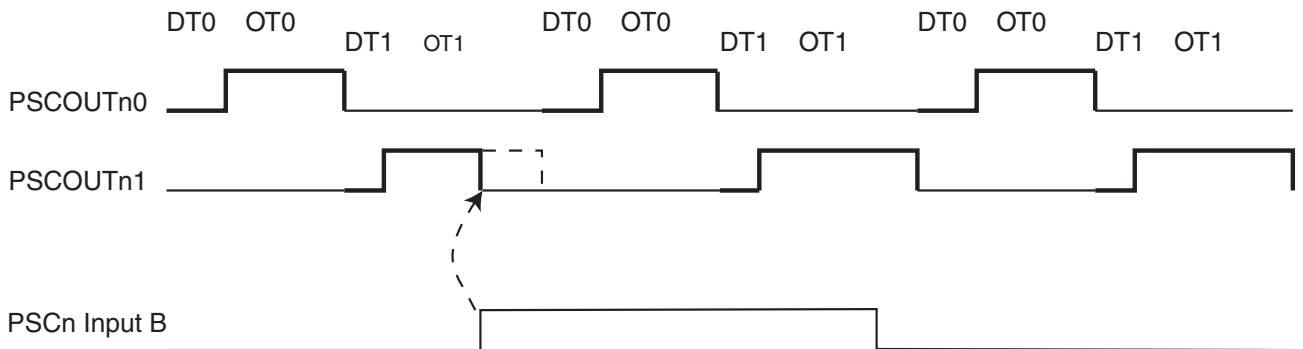 DT0 OT0 DT0 OT0 DT0 OT0
DT1 OT1 DT1 OT1 DT1 OT1
PSCOUTn0
PSCOUTn1
PSCn Input B